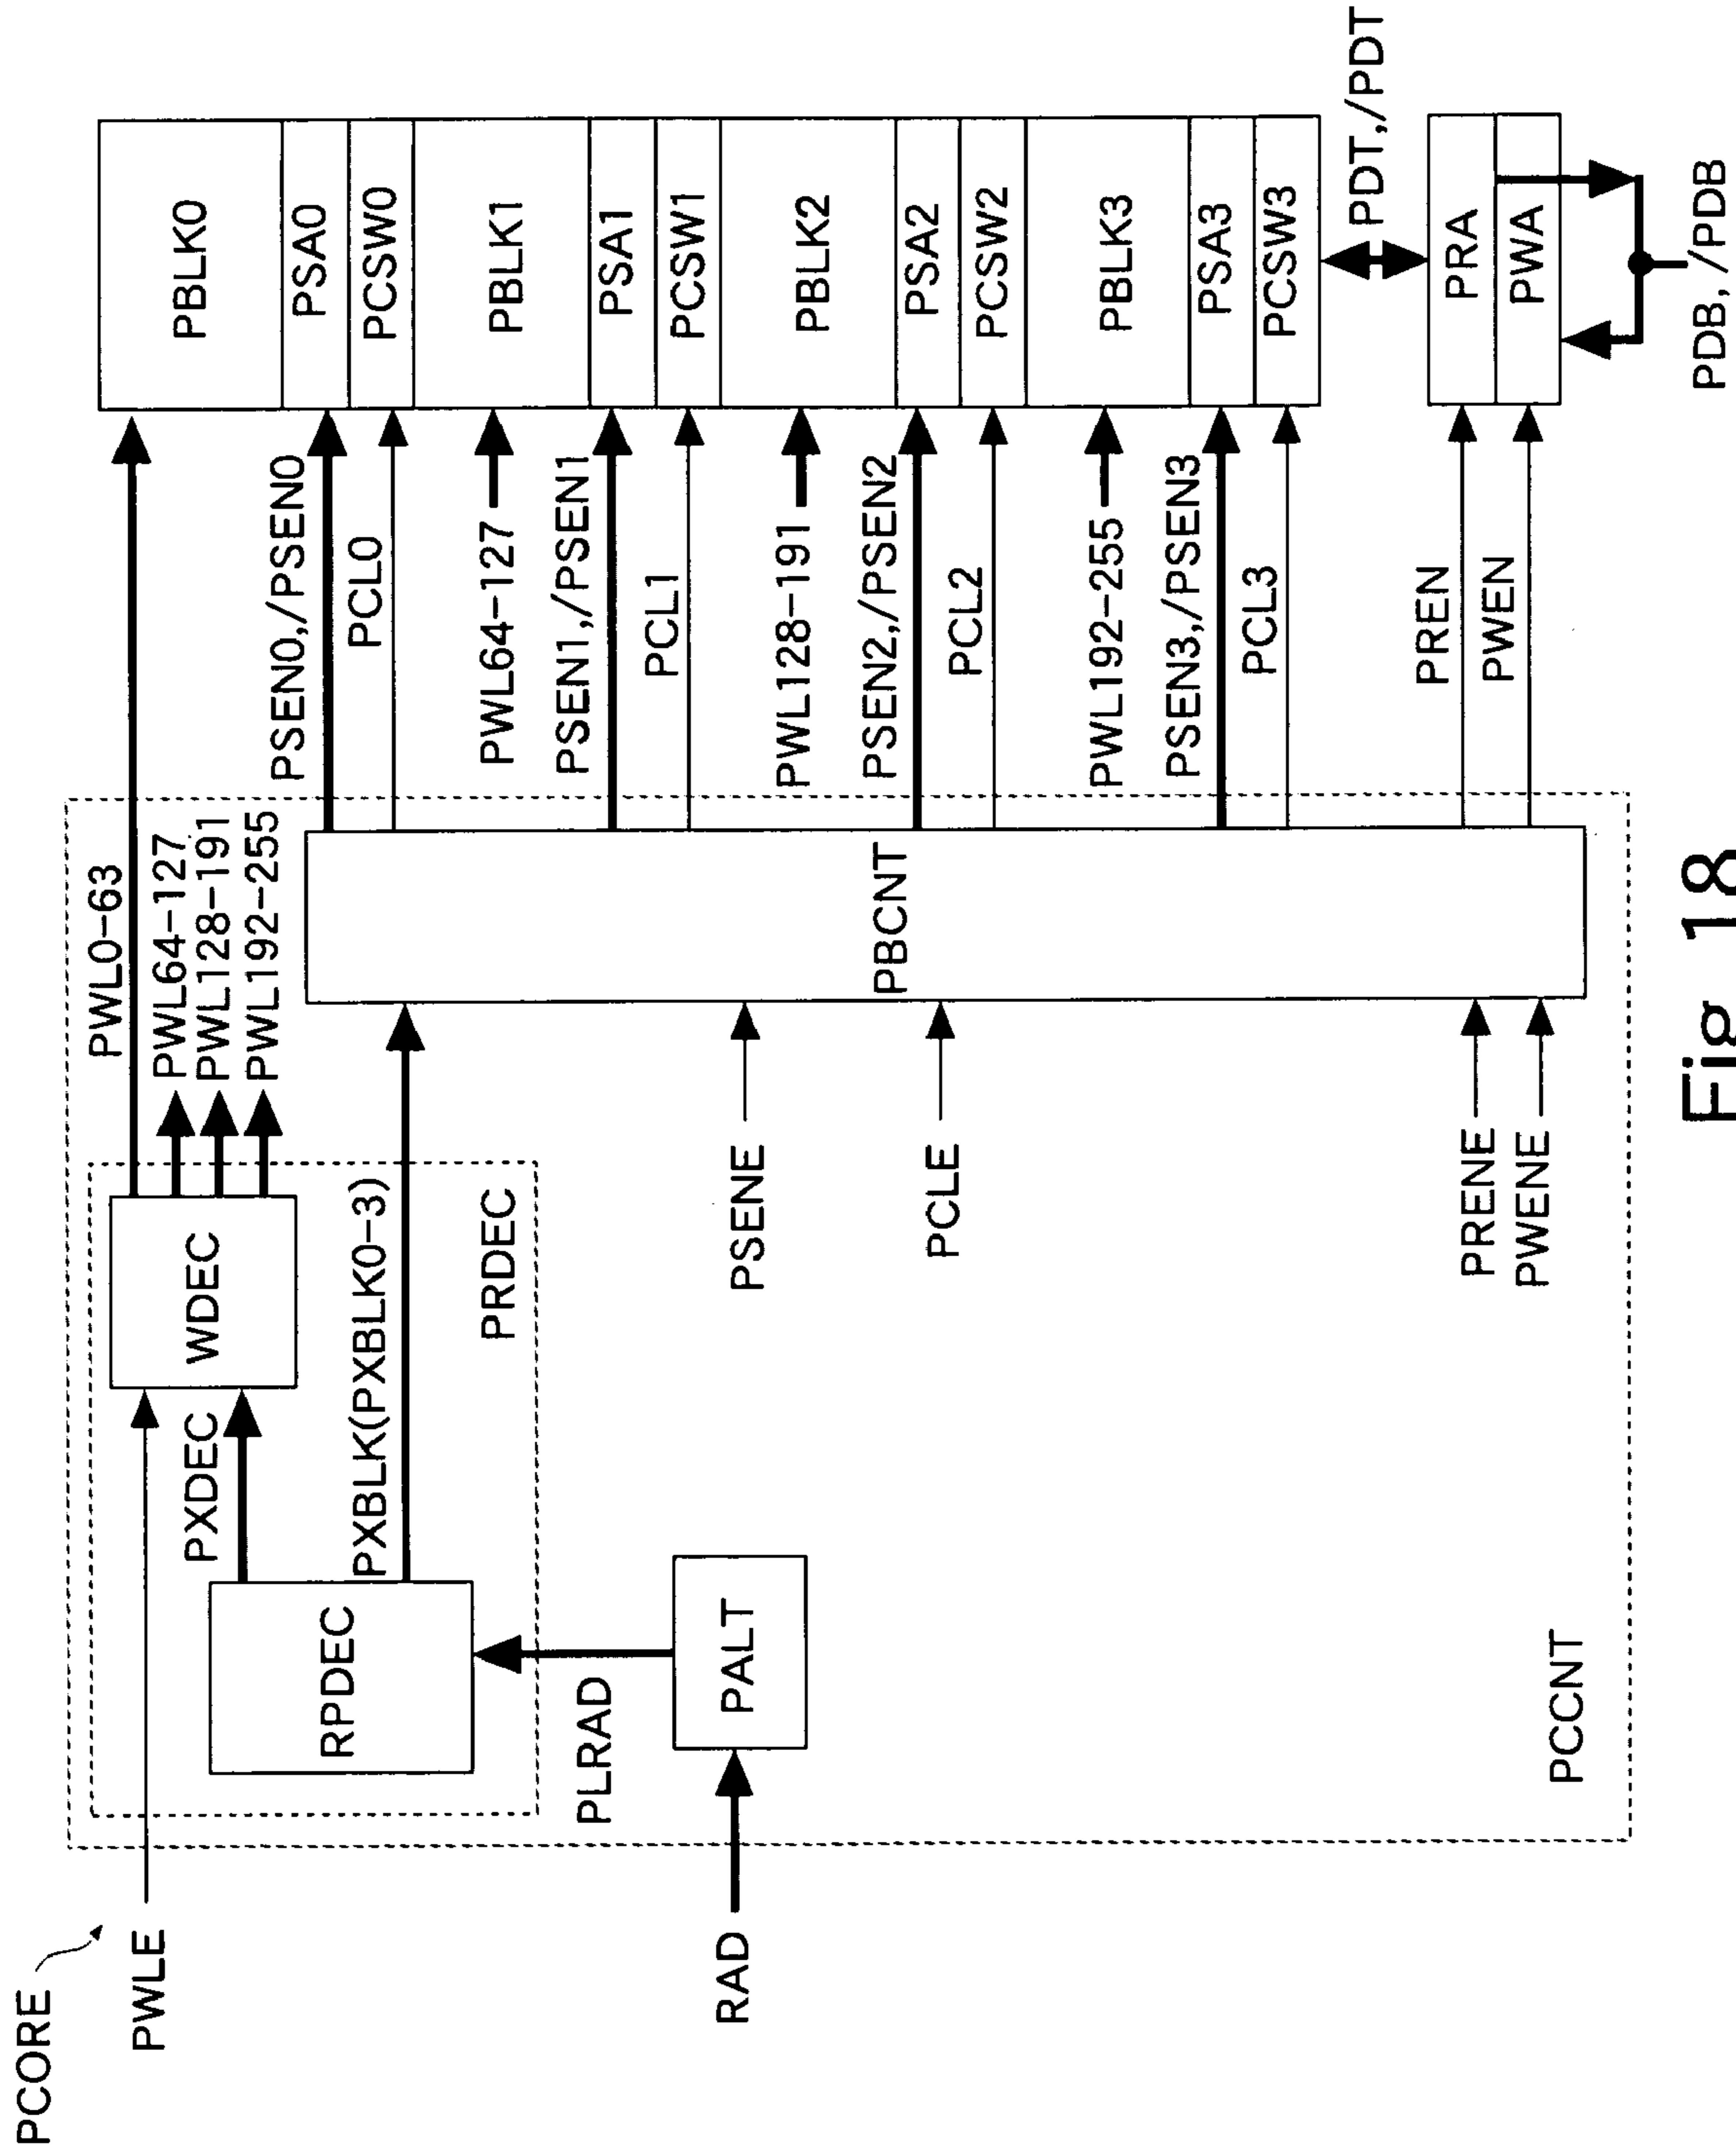 PCORE
PWLE
RAD
PALT
PLRAD
RPDEC
PXDEC
PXBLK(PXBLK0-3)
WDEC
PRDEC
PWL0-63
PWL64-127
PWL128-191
PWL192-255
PSENE
PCLE
PRENE
PWENE
PCCNT
PBCNT
PSEN0,/PSEN0
PCL0
PWL64-127
PSEN1,/PSEN1
PCL1
PWL128-191
PSEN2,/PSEN2
PCL2
PWL192-255
PSEN3,/PSEN3
PCL3
PREN
PWEN
PBLK0
PSA0
PCSW0
PBLK1
PSA1
PCSW1
PBLK2
PSA2
PCSW2
PBLK3
PSA3
PCSW3
PDT,/PDT
PRA
PWA
PDB,/PDB
Fig. 18